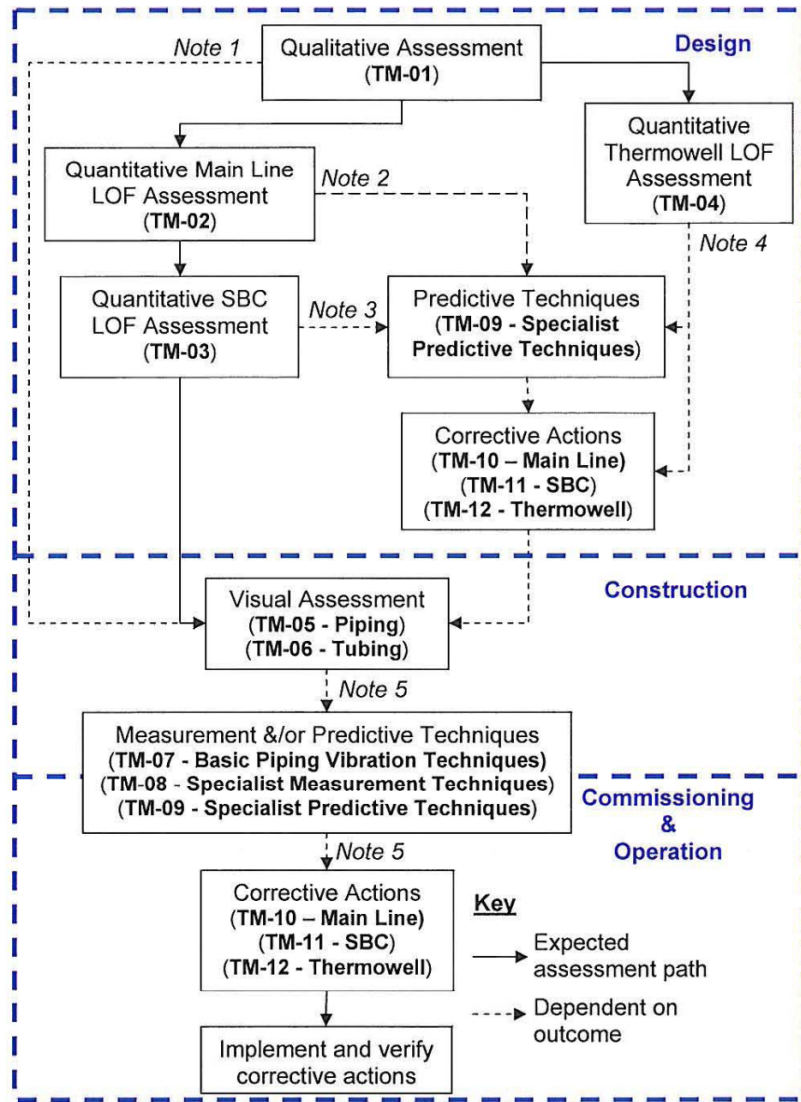 Note 1
Qualitative Assessment
(TM-01)
Design
Quantitative Main Line
LOF Assessment
(TM-02)
Note 2
Quantitative
Thermowell LOF
Assessment
(TM-04)
Note 4
Quantitative SBC
LOF Assessment
(TM-03)
Note 3
Predictive Techniques
(TM-09 - Specialist
Predictive Techniques)
Corrective Actions
(TM-10 – Main Line)
(TM-11 - SBC)
(TM-12 - Thermowell)
Construction
Visual Assessment
(TM-05 - Piping)
(TM-06 - Tubing)
Note 5
Measurement &/or Predictive Techniques
(TM-07 - Basic Piping Vibration Techniques)
(TM-08 - Specialist Measurement Techniques)
(TM-09 - Specialist Predictive Techniques)
Commissioning
&
Operation
Note 5
Corrective Actions
(TM-10 – Main Line)
(TM-11 - SBC)
(TM-12 - Thermowell)
Key
Expected
assessment path
Dependent on
outcome
Implement and verify
corrective actions